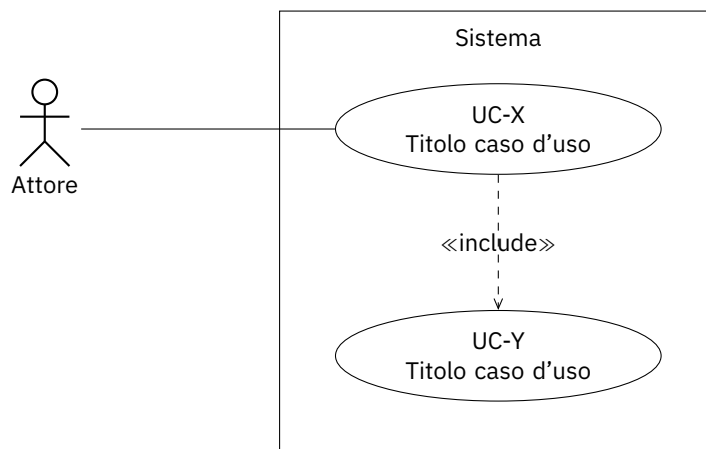 Sistema
UC-X
Titolo caso d’uso
Attore
≪include≫
UC-Y
Titolo caso d’uso